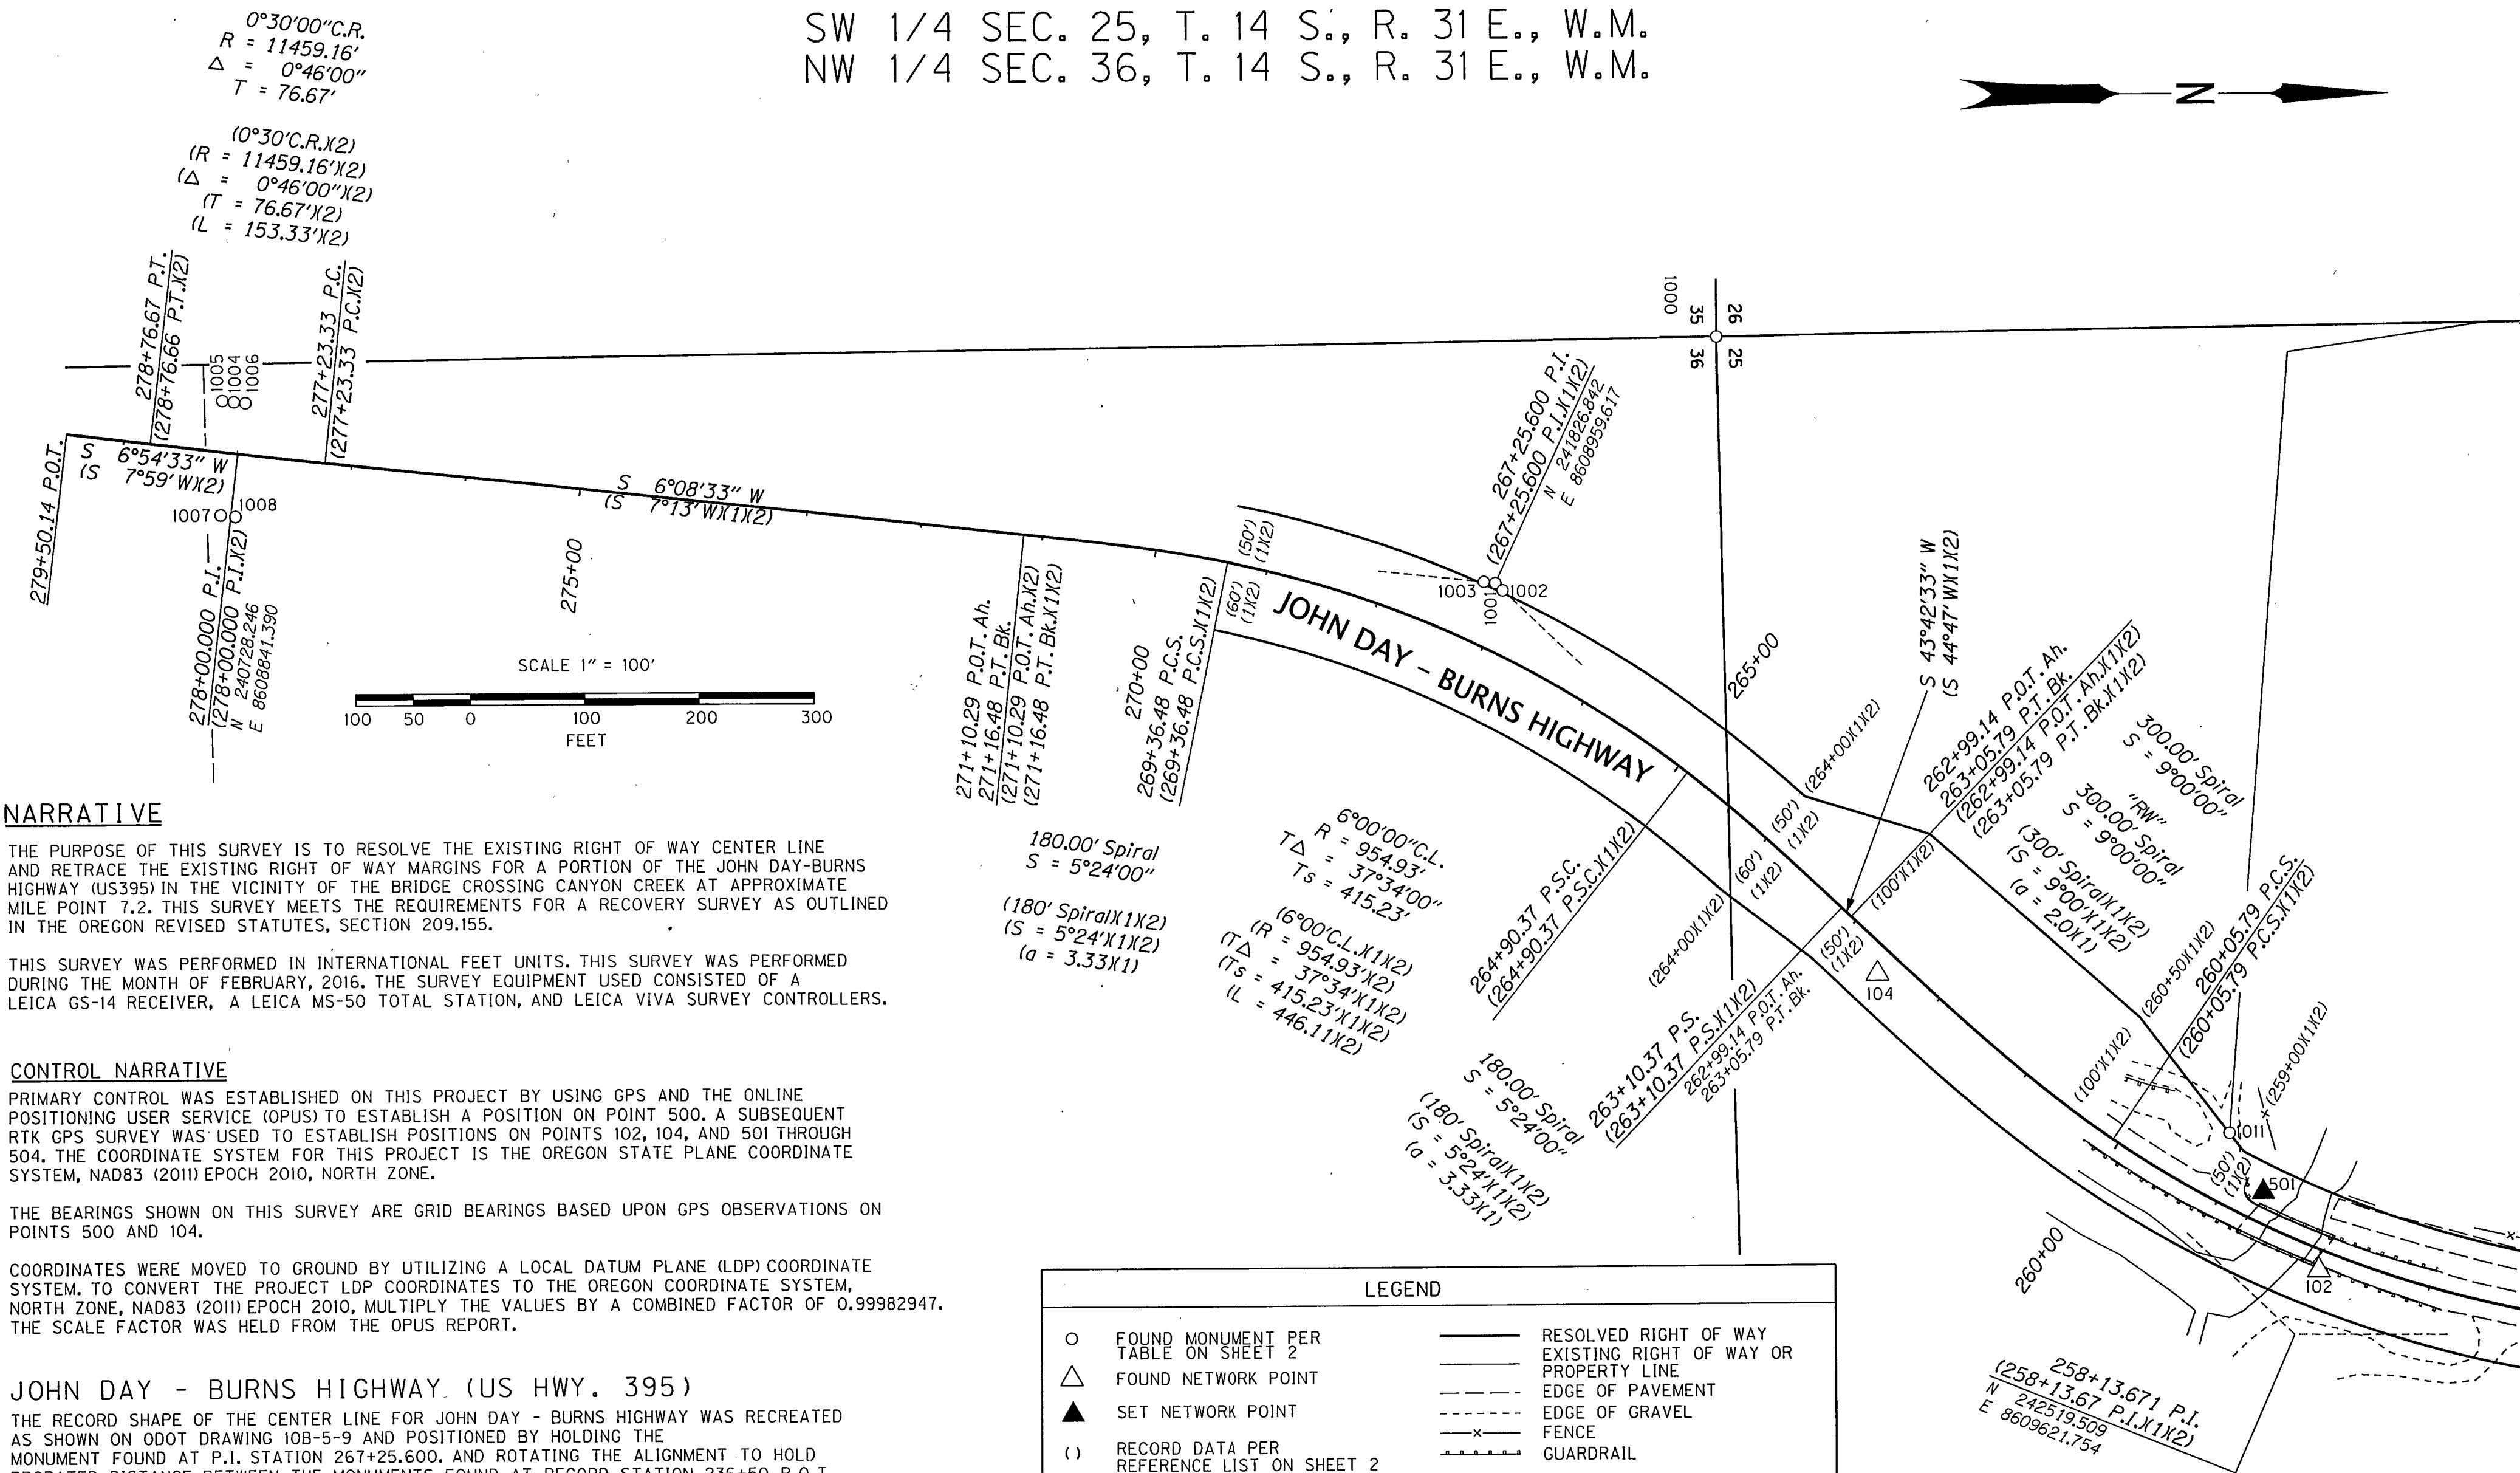 SW 1/4 SEC. 25, T. 14 S., R. 31 E., W.M.
NW 1/4 SEC. 36, T. 14 S., R. 31 E., W.M.
N
0°30'00"C.R.
R = 11459.16'
Δ = 0°46'00"
T = 76.67'
(0°30'C.R.)(2)
(R = 11459.16')(2)
(Δ = 0°46'00")(2)
(T = 76.67')(2)
(L = 153.33')(2)
278+76.67 P.T.
(278+76.66 P.T.)(2)
1005
1004
1006
277+23.33 P.C.
(277+23.33 P.C.)(2)
279+50.14 P.O.T.
S 6°54'33" W
(S 7°59' W)(2)
1007
1008
278+00.000 P.I.
(278+00.000 P.I.)(2)
N 240728.246
E 8608841.390
S 6°08'33" W
(S 7°13' W)(1)(2)
275+00
SCALE 1" = 100'
100 50 0 100 200 300
FEET
271+10.29 P.O.T. Ah.
271+16.48 P.T. Bk.
(271+10.29 P.O.T. Ah.)(2)
(271+16.48 P.T. Bk.)(1)(2)
270+00
269+36.48 P.C.S.
(269+36.48 P.C.S.)(1)(2)
(50')
(1)(2)
(60')
(1)(2)
JOHN DAY - BURNS HIGHWAY
1003
1001
1002
267+25.600 P.I.
(267+25.600 P.I.)(1)(2)
N 241826.842
E 8608959.617
1000
35 26
36 25
265+00
S 43°42'33" W
(S 44°47' W)(1)(2)
(264+00)(1)(2)
(50')
(1)(2)
(60')
(1)(2)
(264+00)(1)(2)
262+99.14 P.O.T. Ah.
263+05.79 P.T. Bk.
(262+99.14 P.O.T. Ah.)(1)(2)
(263+05.79 P.T. Bk.)(1)(2)
(100')(1)(2)
(50')
(1)(2)
104
300.00' Spiral
S = 9°00'00"
"RW"
300.00' Spiral
S = 9°00'00"
(300' Spiral)(1)(2)
(S = 9°00')(1)(2)
(a = 2.0)(1)
180.00' Spiral
S = 5°24'00"
(180' Spiral)(1)(2)
(S = 5°24')(1)(2)
(a = 3.33)(1)
6°00'00"C.L.
R = 954.93'
TΔ = 37°34'00"
Ts = 415.23'
(6°00'C.L.)(1)(2)
(R = 954.93')(2)
(TΔ = 37°34')(1)(2)
(Ts = 415.23')(1)(2)
(L = 446.11)(2)
264+90.37 P.S.C.
(264+90.37 P.S.C.)(1)(2)
263+10.37 P.S.
(263+10.37 P.S.)(1)(2)
262+99.14 P.O.T. Ah.
263+05.79 P.T. Bk.
180.00' Spiral
S = 5°24'00"
(180' Spiral)(1)(2)
(S = 5°24')(1)(2)
(a = 3.33)(1)
(260+50)(1)(2)
260+05.79 P.C.S.
(260+05.79 P.C.S.)(1)(2)
(100')(1)(2)
(259+00)(1)(2)
1011
(50')
(1)(2)
501
102
260+00
258+13.671 P.I.
(258+13.67 P.I.)(1)(2)
N 242519.509
E 8609621.754
NARRATIVE
THE PURPOSE OF THIS SURVEY IS TO RESOLVE THE EXISTING RIGHT OF WAY CENTER LINE
AND RETRACE THE EXISTING RIGHT OF WAY MARGINS FOR A PORTION OF THE JOHN DAY-BURNS
HIGHWAY (US395) IN THE VICINITY OF THE BRIDGE CROSSING CANYON CREEK AT APPROXIMATE
MILE POINT 7.2. THIS SURVEY MEETS THE REQUIREMENTS FOR A RECOVERY SURVEY AS OUTLINED
IN THE OREGON REVISED STATUTES, SECTION 209.155.
THIS SURVEY WAS PERFORMED IN INTERNATIONAL FEET UNITS. THIS SURVEY WAS PERFORMED
DURING THE MONTH OF FEBRUARY, 2016. THE SURVEY EQUIPMENT USED CONSISTED OF A
LEICA GS-14 RECEIVER, A LEICA MS-50 TOTAL STATION, AND LEICA VIVA SURVEY CONTROLLERS.
CONTROL NARRATIVE
PRIMARY CONTROL WAS ESTABLISHED ON THIS PROJECT BY USING GPS AND THE ONLINE
POSITIONING USER SERVICE (OPUS) TO ESTABLISH A POSITION ON POINT 500. A SUBSEQUENT
RTK GPS SURVEY WAS USED TO ESTABLISH POSITIONS ON POINTS 102, 104, AND 501 THROUGH
504. THE COORDINATE SYSTEM FOR THIS PROJECT IS THE OREGON STATE PLANE COORDINATE
SYSTEM, NAD83 (2011) EPOCH 2010, NORTH ZONE.
THE BEARINGS SHOWN ON THIS SURVEY ARE GRID BEARINGS BASED UPON GPS OBSERVATIONS ON
POINTS 500 AND 104.
COORDINATES WERE MOVED TO GROUND BY UTILIZING A LOCAL DATUM PLANE (LDP) COORDINATE
SYSTEM. TO CONVERT THE PROJECT LDP COORDINATES TO THE OREGON COORDINATE SYSTEM,
NORTH ZONE, NAD83 (2011) EPOCH 2010, MULTIPLY THE VALUES BY A COMBINED FACTOR OF 0.99982947.
THE SCALE FACTOR WAS HELD FROM THE OPUS REPORT.
JOHN DAY - BURNS HIGHWAY (US HWY. 395)
THE RECORD SHAPE OF THE CENTER LINE FOR JOHN DAY - BURNS HIGHWAY WAS RECREATED
AS SHOWN ON ODOT DRAWING 10B-5-9 AND POSITIONED BY HOLDING THE
MONUMENT FOUND AT P.I. STATION 267+25.600. AND ROTATING THE ALIGNMENT TO HOLD
PRORATED DISTANCE BETWEEN THE MONUMENTS FOUND AT RECORD STATION 236+50 P.O.T.
LEGEND
FOUND MONUMENT PER
TABLE ON SHEET 2
FOUND NETWORK POINT
SET NETWORK POINT
( ) RECORD DATA PER
REFERENCE LIST ON SHEET 2
RESOLVED RIGHT OF WAY
EXISTING RIGHT OF WAY OR
PROPERTY LINE
EDGE OF PAVEMENT
EDGE OF GRAVEL
FENCE
GUARDRAIL